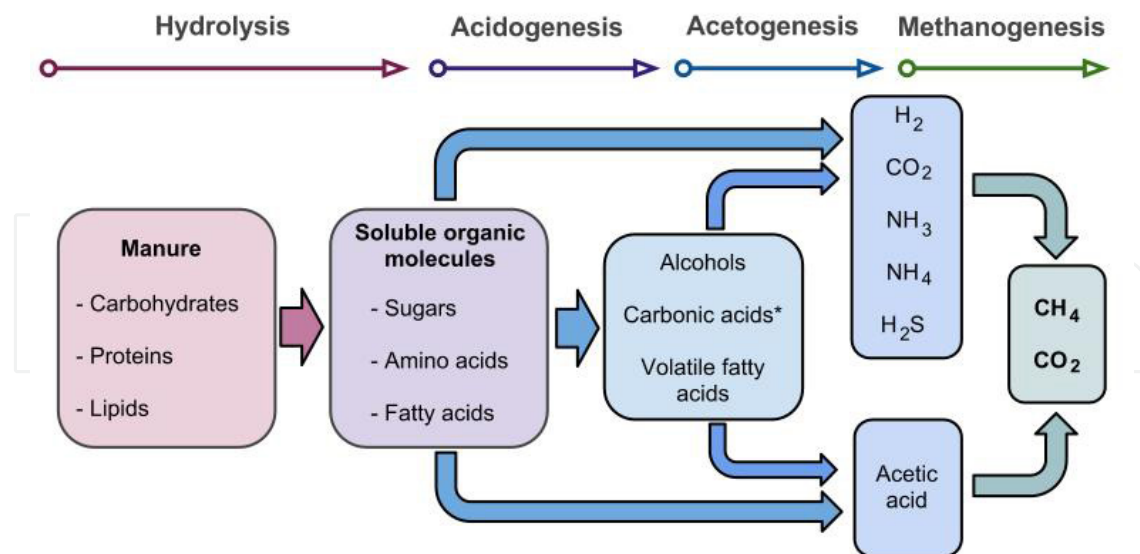 Hydrolysis
Acidogenesis
Acetogenesis
Methanogenesis
Manure
- Carbohydrates
- Proteins
- Lipids
Soluble organic
molecules
- Sugars
- Amino acids
- Fatty acids
Alcohols
Carbonic acids*
Volatile fatty
acids
H2
CO2
NH3
NH4
H2S
Acetic
acid
CH4
CO2